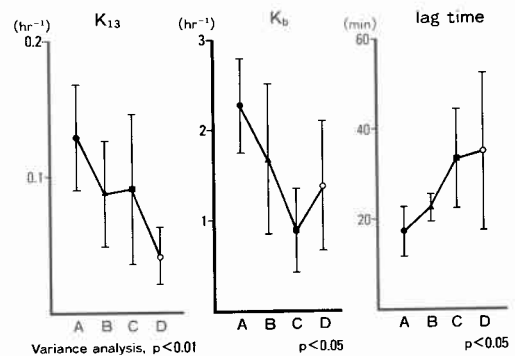 K₁₃
(hr⁻¹)
0.2
0.1
A B C D
Variance analysis, p<0.01
K_b
(hr⁻¹)
3
2
1
A B C D
p<0.05
lag time
(min)
60
40
20
A B C D
p<0.05